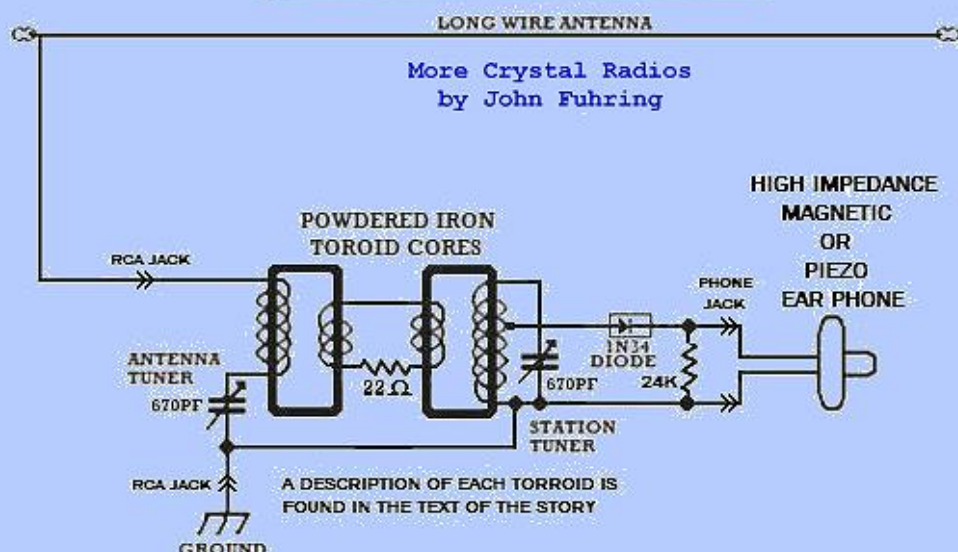 LONG WIRE ANTENNA
More Crystal Radios
by John Fuhring
HIGH IMPEDANCE
MAGNETIC
OR
PIEZO
EAR PHONE
POWDERED IRON
TOROID CORES
RCA JACK
PHONE
JACK
1N34
DIODE
ANTENNA
TUNER
670PF
22Ω
670PF
24K
STATION
TUNER
RCA JACK
A DESCRIPTION OF EACH TORROID IS
FOUND IN THE TEXT OF THE STORY
GROUND